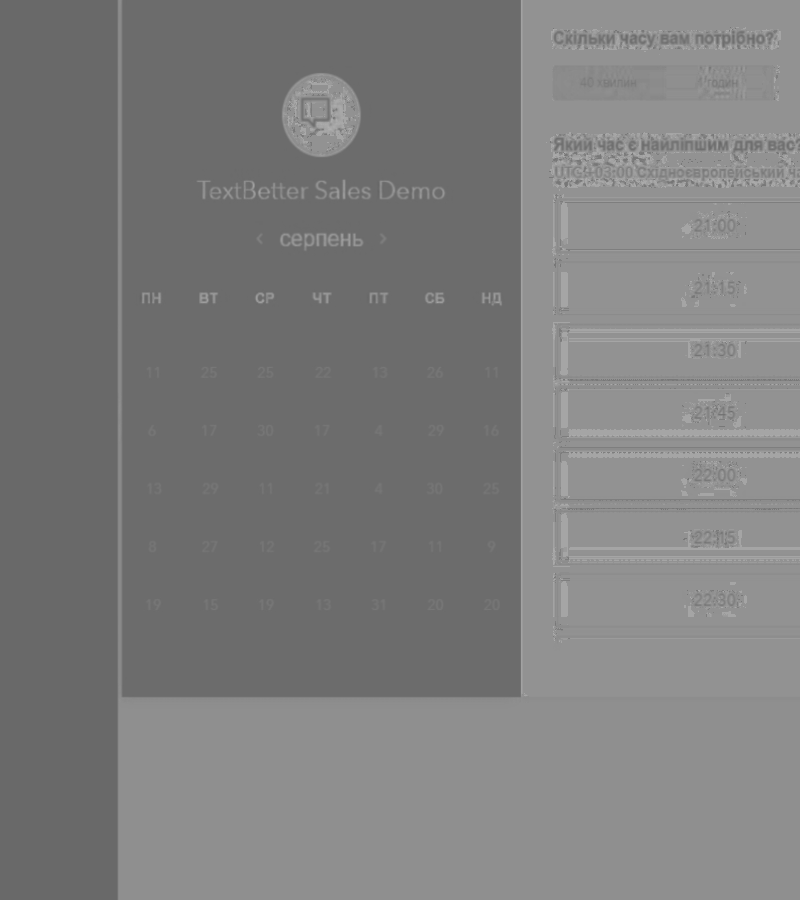 TextBetter Sales Demo
‹ серпень ›
ПН ВТ СР ЧТ ПТ СБ НД
11 25 25 22 13 26 11
6 17 30 17 4 29 16
13 29 11 21 4 30 25
8 27 12 25 17 11 9
19 15 19 13 31 20 20
Скільки часу вам потрібно?
40 хвилин годин
Який час є найліпшим для вас?
UTC+03:00 Східноєвропейський
21:00
21:15
21:30
21:45
22:00
22:15
22:30